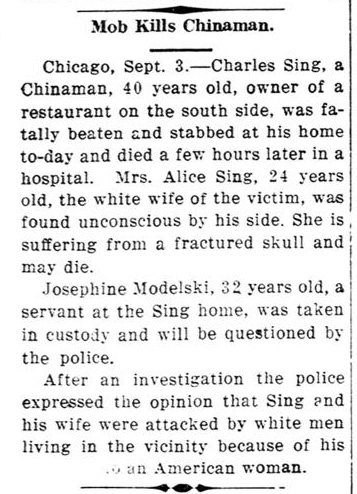 Mob Kills Chinaman.
Chicago, Sept. 3.—Charles Sing, a
Chinaman, 40 years old, owner of a
restaurant on the south side, was fa-
tally beaten and stabbed at his home
to-day and died a few hours later in a
hospital. Mrs. Alice Sing, 24 years
old, the white wife of the victim, was
found unconscious by his side. She is
suffering from a fractured skull and
may die.
Josephine Modelski, 32 years old, a
servant at the Sing home, was taken
in custody and will be questioned by
the police.
After an investigation the police
expressed the opinion that Sing and
his wife were attacked by white men
living in the vicinity because of his
an American woman.